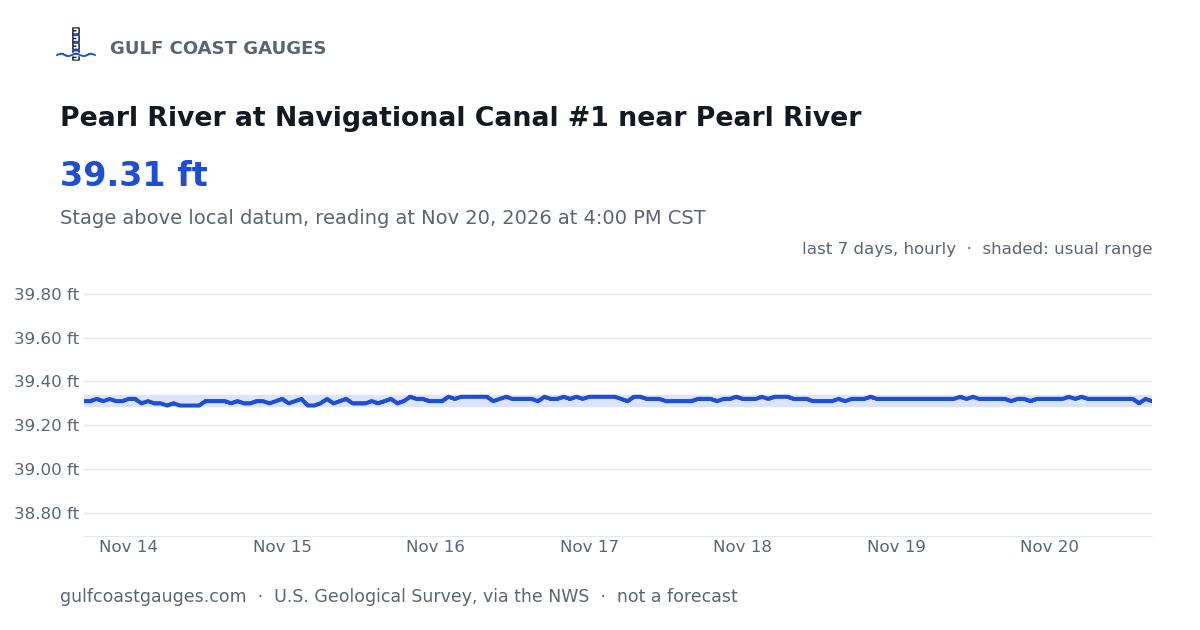 GULF COAST GAUGES
Pearl River at Navigational Canal #1 near Pearl River
39.31 ft
Stage above local datum, reading at Nov 20, 2026 at 4:00 PM CST
last 7 days, hourly · shaded: usual range
39.80 ft
39.60 ft
39.40 ft
39.20 ft
39.00 ft
38.80 ft
Nov 14 Nov 15 Nov 16 Nov 17 Nov 18 Nov 19 Nov 20
gulfcoastgauges.com · U.S. Geological Survey, via the NWS · not a forecast